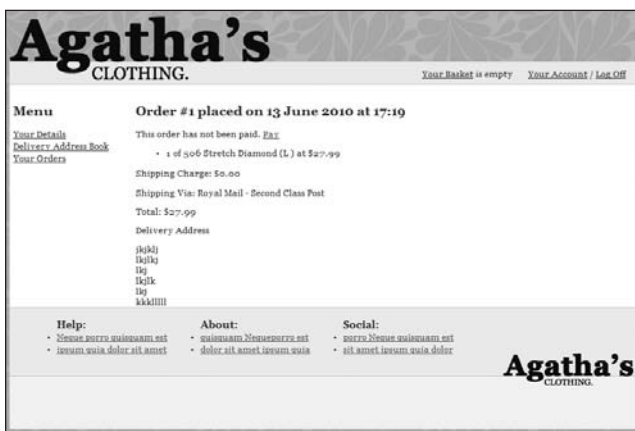 Agatha's
CLOTHING.
Your Basket is empty Your Account / Log Off
Menu
Your Details
Delivery Address Book
Your Orders
Order #1 placed on 13 June 2010 at 17:19
This order has not been paid. Pay
• 1 of 506 Stretch Diamond (L ) at $27.99
Shipping Charge: $0.00
Shipping Via: Royal Mail - Second Class Post
Total: $27.99
Delivery Address
jkjklj
lkjlkj
lkj
lkjlk
lkj
kkklllll
Help:
• Neque porro quisquam est
• ipsum quia dolor sit amet
About:
• quisquam Nequeporro est
• dolor sit amet ipsum quia
Social:
• porro Neque quisquam est
• sit amet ipsum quia dolor
Agatha's
CLOTHING.